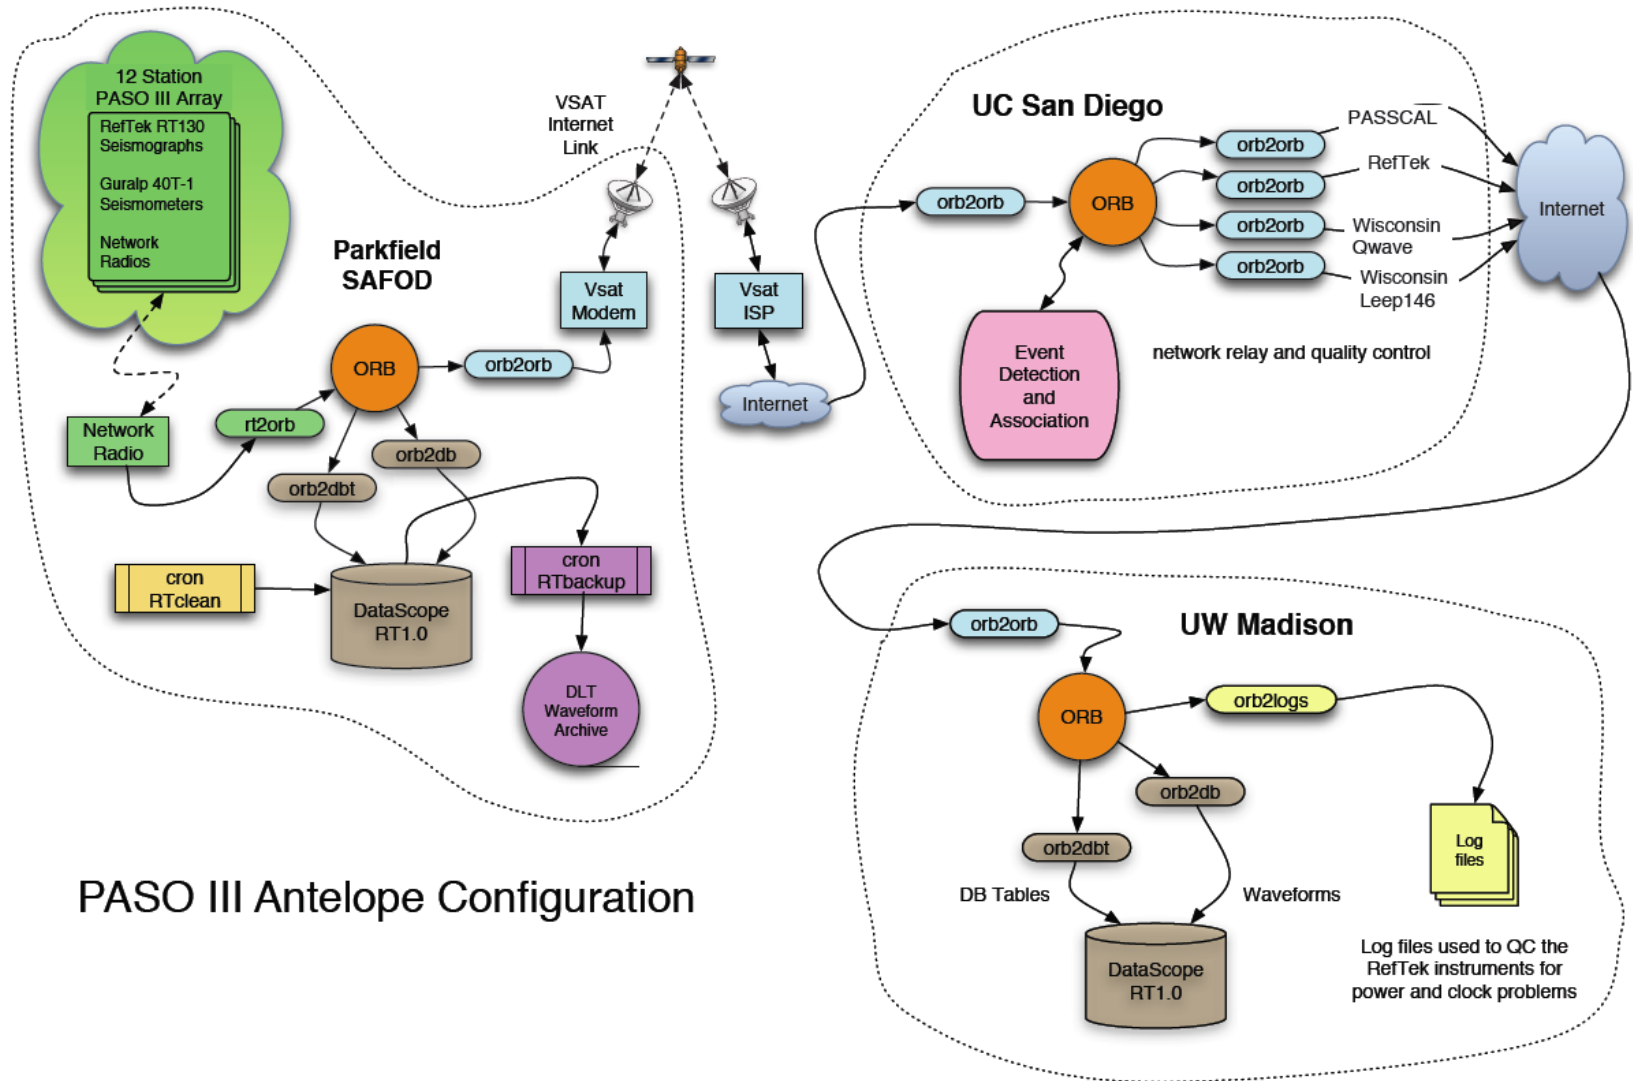 12 Station
PASO III Array
RefTek RT130
Seismographs
Guralp 40T-1
Seismometers
Network
Radios
Network
Radio
rt2orb
Parkfield
SAFOD
ORB
orb2orb
orb2db
orb2dbt
cron
RTclean
DataScope
RT1.0
cron
RTbackup
DLT
Waveform
Archive
VSAT
Internet
Link
Vsat
Modem
Vsat
ISP
Internet
UC San Diego
orb2orb
ORB
orb2orb
orb2orb
orb2orb
orb2orb
PASSCAL
RefTek
Wisconsin
Qwave
Wisconsin
Leep146
Internet
Event
Detection
and
Association
network relay and quality control
UW Madison
orb2orb
ORB
orb2logs
orb2db
orb2dbt
DB Tables
Waveforms
DataScope
RT1.0
Log
files
Log files used to QC the
RefTek instruments for
power and clock problems
PASO III Antelope Configuration